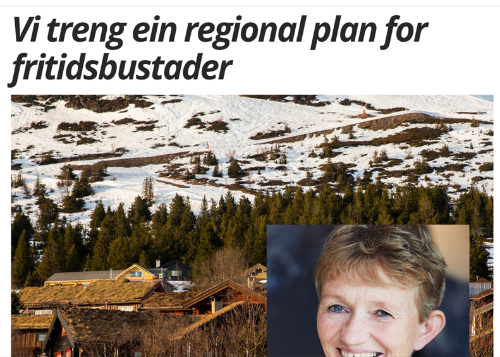 Vi treng ein regional plan for
fritidsbustader